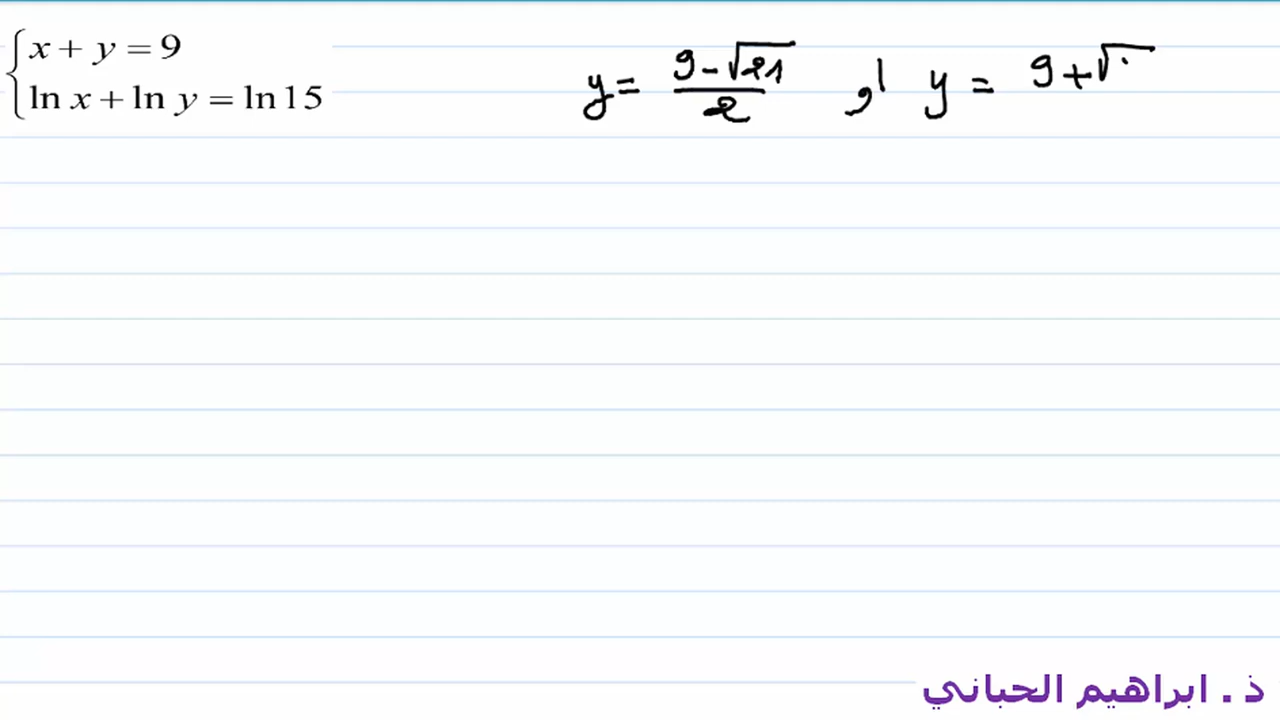 x + y = 9
ln x + ln y = ln 15
y = (9 - √21)/2 او y = 9 + √
ذ . ابراهيم الحباني